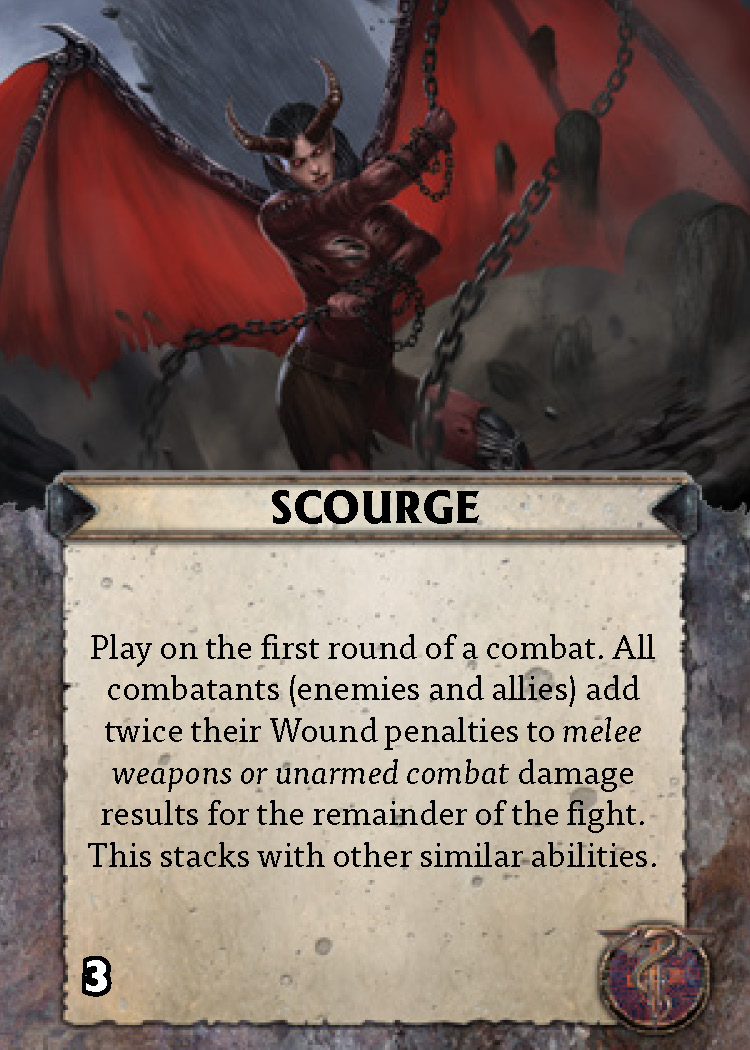 SCOURGE
Play on the first round of a combat. All
combatants (enemies and allies) add
twice their Wound penalties to melee
weapons or unarmed combat damage
results for the remainder of the fight.
This stacks with other similar abilities.
3